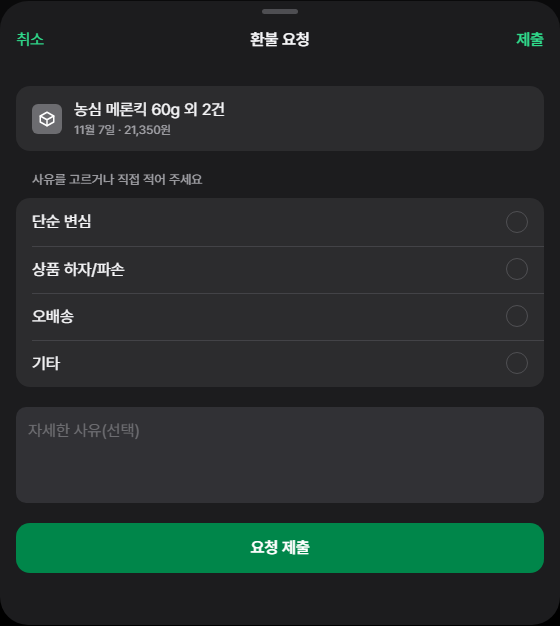 취소
환불 요청
제출
농심 메론킥 60g 외 2건
11월 7일 · 21,350원
사유를 고르거나 직접 적어 주세요
단순 변심
상품 하자/파손
오배송
기타
자세한 사유(선택)
요청 제출